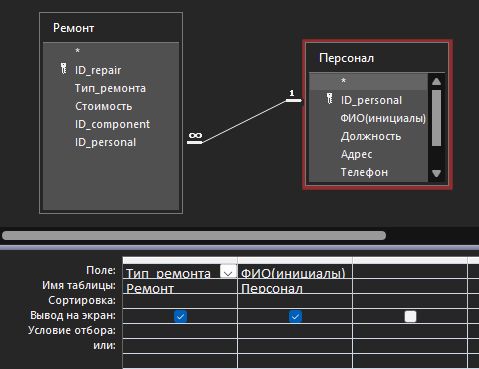 Ремонт
*
ID_repair
Тип_ремонта
Стоимость
ID_component
ID_personal
∞
1
Персонал
*
ID_personal
ФИО(инициалы)
Должность
Адрес
Телефон
Поле: Тип_ремонта ФИО(инициалы)
Имя таблицы: Ремонт Персонал
Сортировка:
Вывод на экран:
Условие отбора:
или: